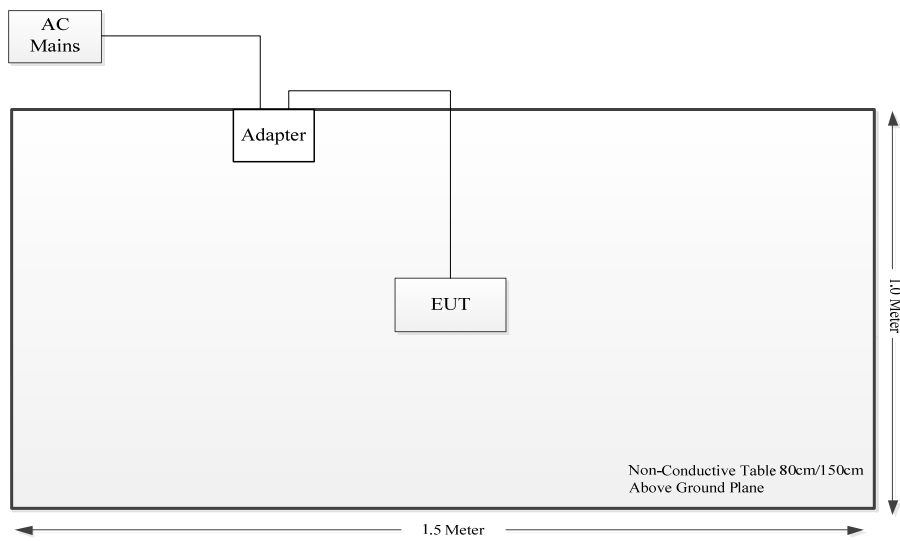 AC
Mains
Adapter
EUT
1.0 Meter
Non-Conductive Table 80cm/150cm
Above Ground Plane
1.5 Meter